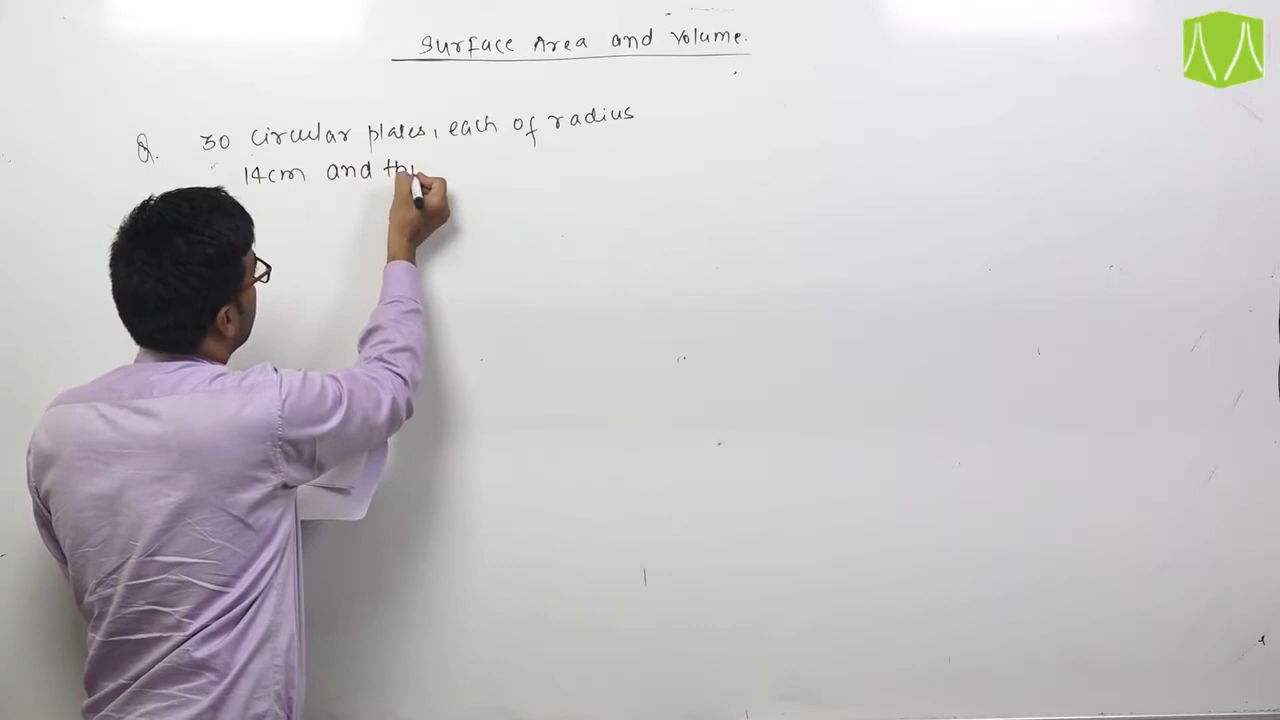 Surface Area and Volume.
Q. 30 circular plates, each of radius
14cm and thi